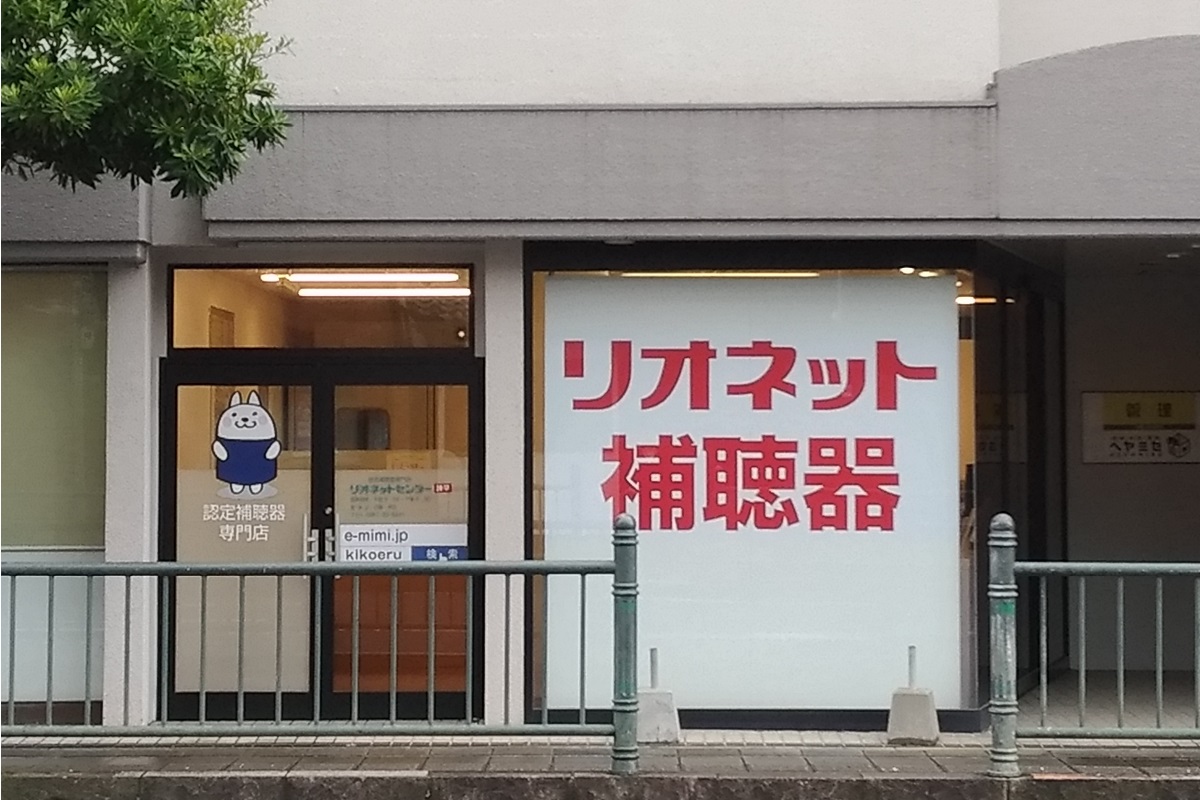 リオネット
補聴器
認定補聴器
専門店
リオネットセンター
e-mimi.jp
kikoeru 検索
ヘヤミセ